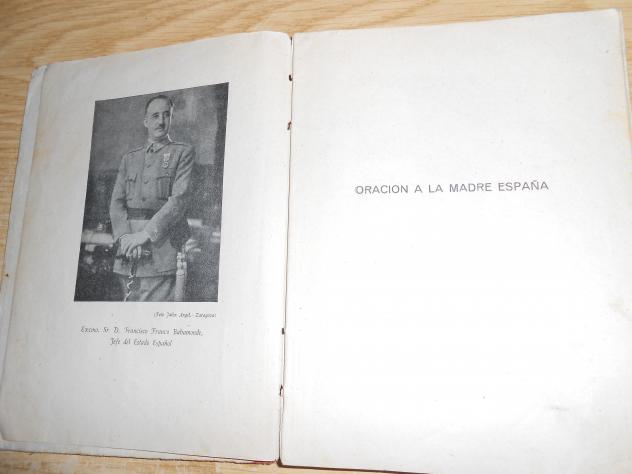 (Foto Jalón Angel.- Zaragoza)
Excmo. Sr. D. Francisco Franco Bahamonde,
Jefe del Estado Español
ORACION A LA MADRE ESPAÑA